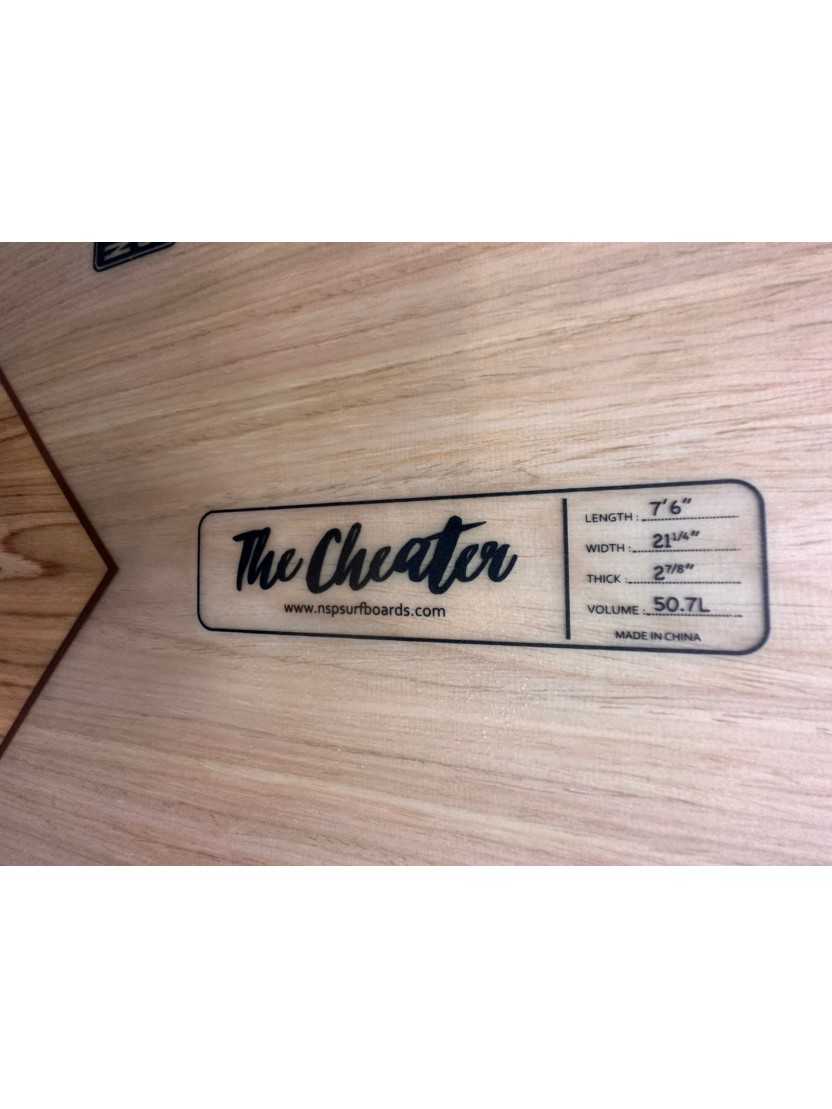 The Cheater
www.nspsurfboards.com
LENGTH : 7'6"
WIDTH : 21 1/4"
THICK : 2 7/8"
VOLUME : 50.7L
MADE IN CHINA